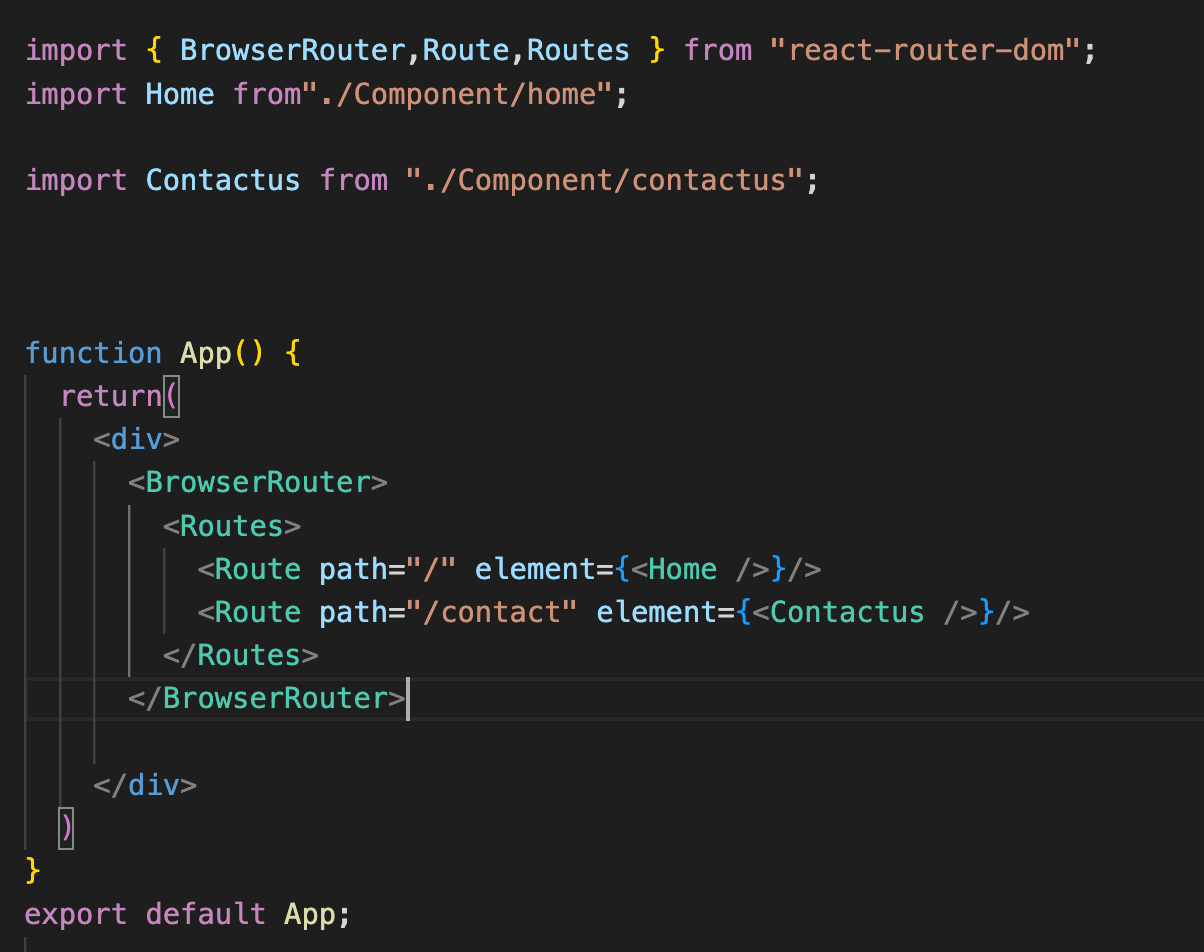 import { BrowserRouter,Route,Routes } from "react-router-dom";
import Home from"./Component/home";
import Contactus from "./Component/contactus";
function App() {
return(
<div>
<BrowserRouter>
<Routes>
<Route path="/" element={<Home />}/>
<Route path="/contact" element={<Contactus />}/>
</Routes>
</BrowserRouter>
</div>
)
}
export default App;